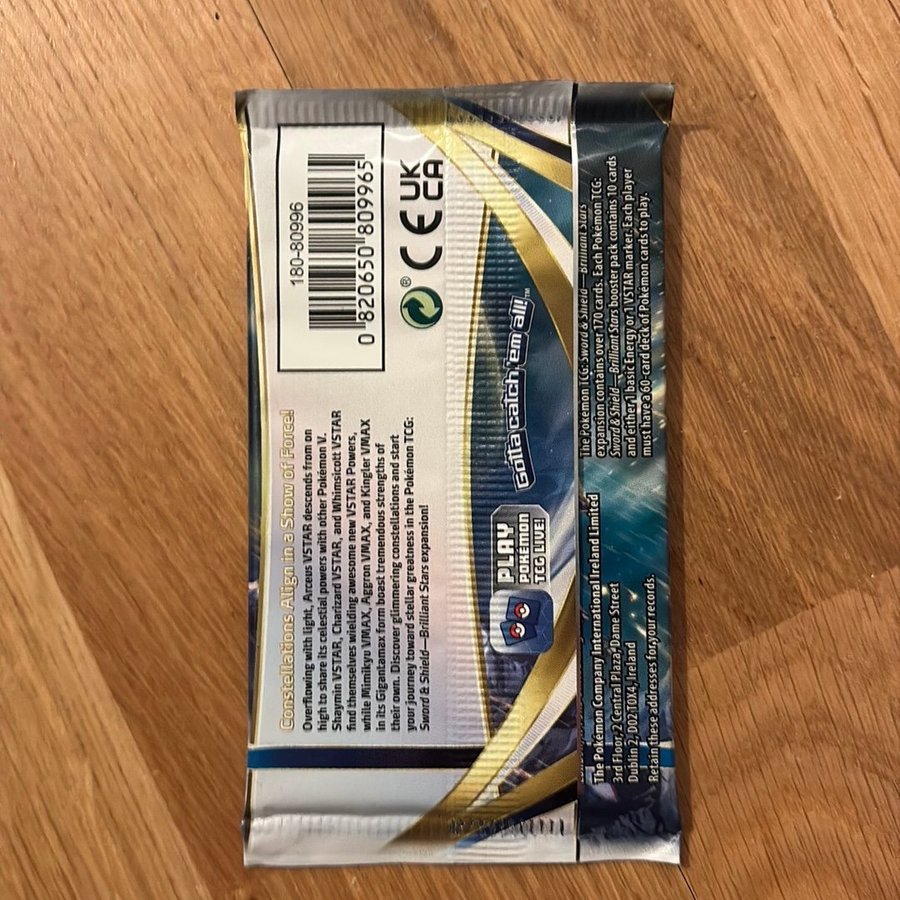 Constellations Align in a Show of Force!
Overflowing with light, Arceus VSTAR descends from on
high to share its celestial powers with other Pokémon V.
Shaymin VSTAR, Charizard VSTAR, and Whimsicott VSTAR
find themselves wielding awesome new VSTAR Powers,
while Mimikyu VMAX, Aggron VMAX, and Kingler VMAX
in its Gigantamax form boast tremendous strengths of
their own. Discover glimmering constellations and start
your journey toward stellar greatness in the Pokémon TCG:
Sword & Shield—Brilliant Stars expansion!
180-80996
0 820650 809965
®
CE UK
CA
PLAY
POKÉMON
TCG LIVE!
Gotta catch 'em all!™
The Pokémon Company International Ireland Limited
3rd Floor, 2 Central Plaza, Dame Street
Dublin 2, D02 T0X4, Ireland
Retain these addresses for your records.
The Pokémon TCG: Sword & Shield—Brilliant Stars
expansion contains over 170 cards. Each Pokémon TCG:
Sword & Shield—Brilliant Stars booster pack contains 10 cards
and either 1 basic Energy or 1 VSTAR marker. Each player
must have a 60-card deck of Pokémon cards to play.